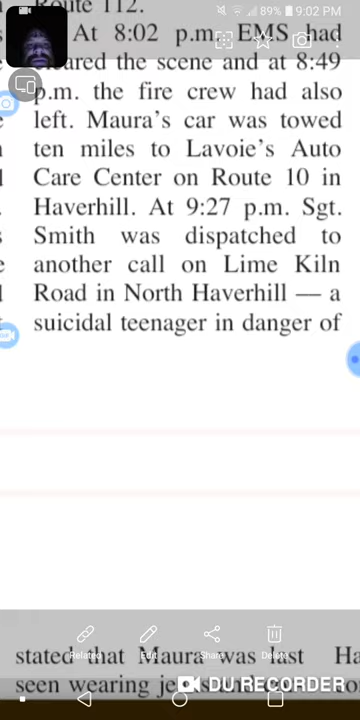 Route 112.
89% 9:02 PM
At 8:02 p.m. EMS had
cleared the scene and at 8:49
p.m. the fire crew had also
left. Maura's car was towed
ten miles to Lavoie's Auto
Care Center on Route 10 in
Haverhill. At 9:27 p.m. Sgt.
Smith was dispatched to
another call on Lime Kiln
Road in North Haverhill — a
suicidal teenager in danger of
Related Edit Share Delete
stated that Maura was last Ha
seen wearing jeans
DU RECORDER